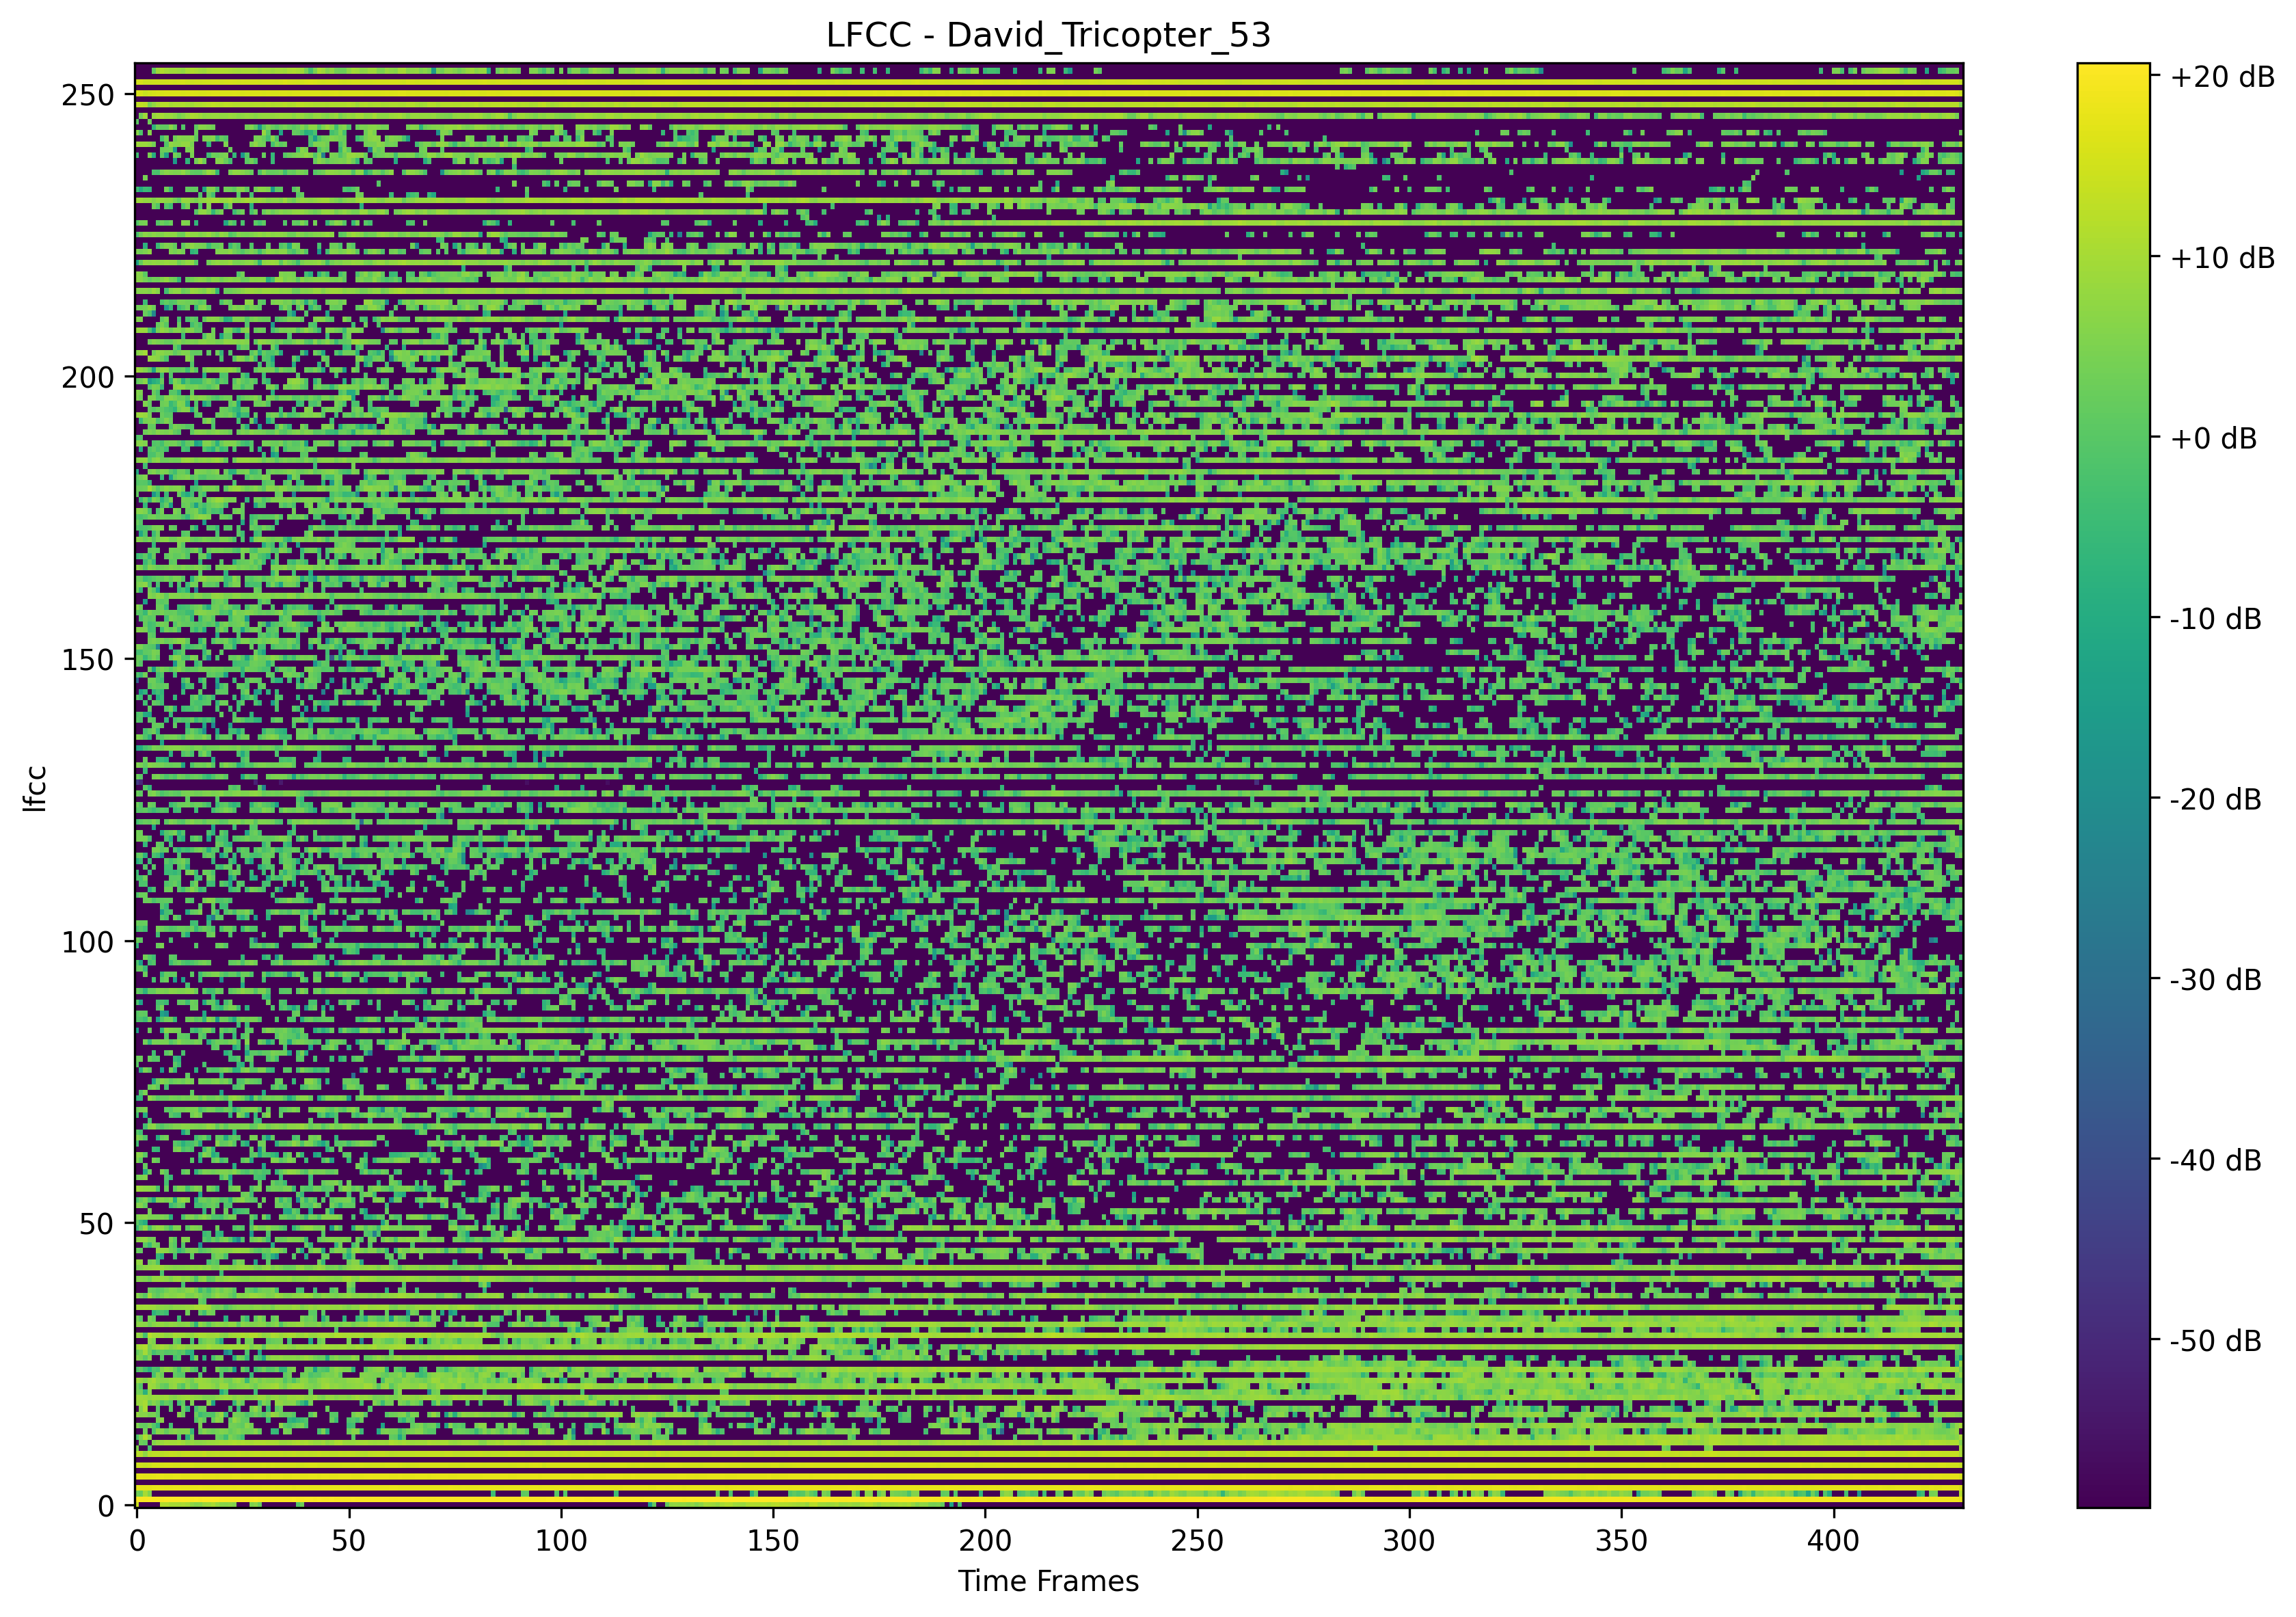 LFCC - David_Tricopter_53
lfcc
250
200
150
100
50
0
0 50 100 150 200 250 300 350 400
Time Frames
+20 dB
+10 dB
+0 dB
-10 dB
-20 dB
-30 dB
-40 dB
-50 dB